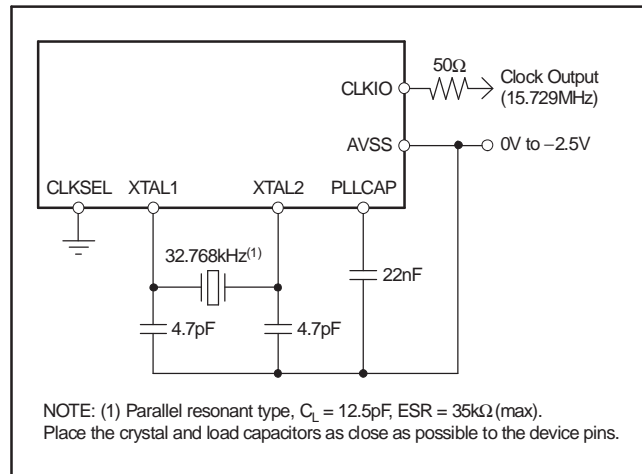 CLKIO
50Ω
Clock Output
(15.729MHz)
AVSS
0V to −2.5V
CLKSEL XTAL1 XTAL2 PLLCAP
32.768kHz(1)
22nF
4.7pF 4.7pF
NOTE: (1) Parallel resonant type, CL = 12.5pF, ESR = 35kΩ (max).
Place the crystal and load capacitors as close as possible to the device pins.